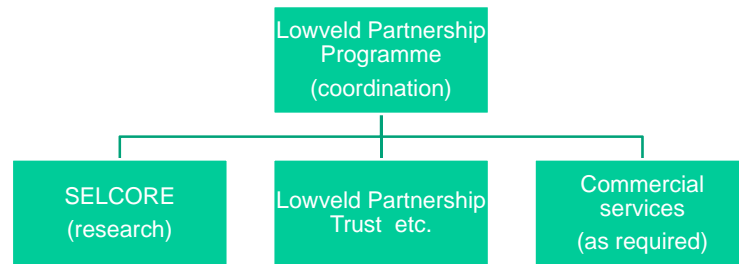 Lowveld Partnership
Programme
(coordination)
SELCORE
(research)
Lowveld Partnership
Trust etc.
Commercial
services
(as required)